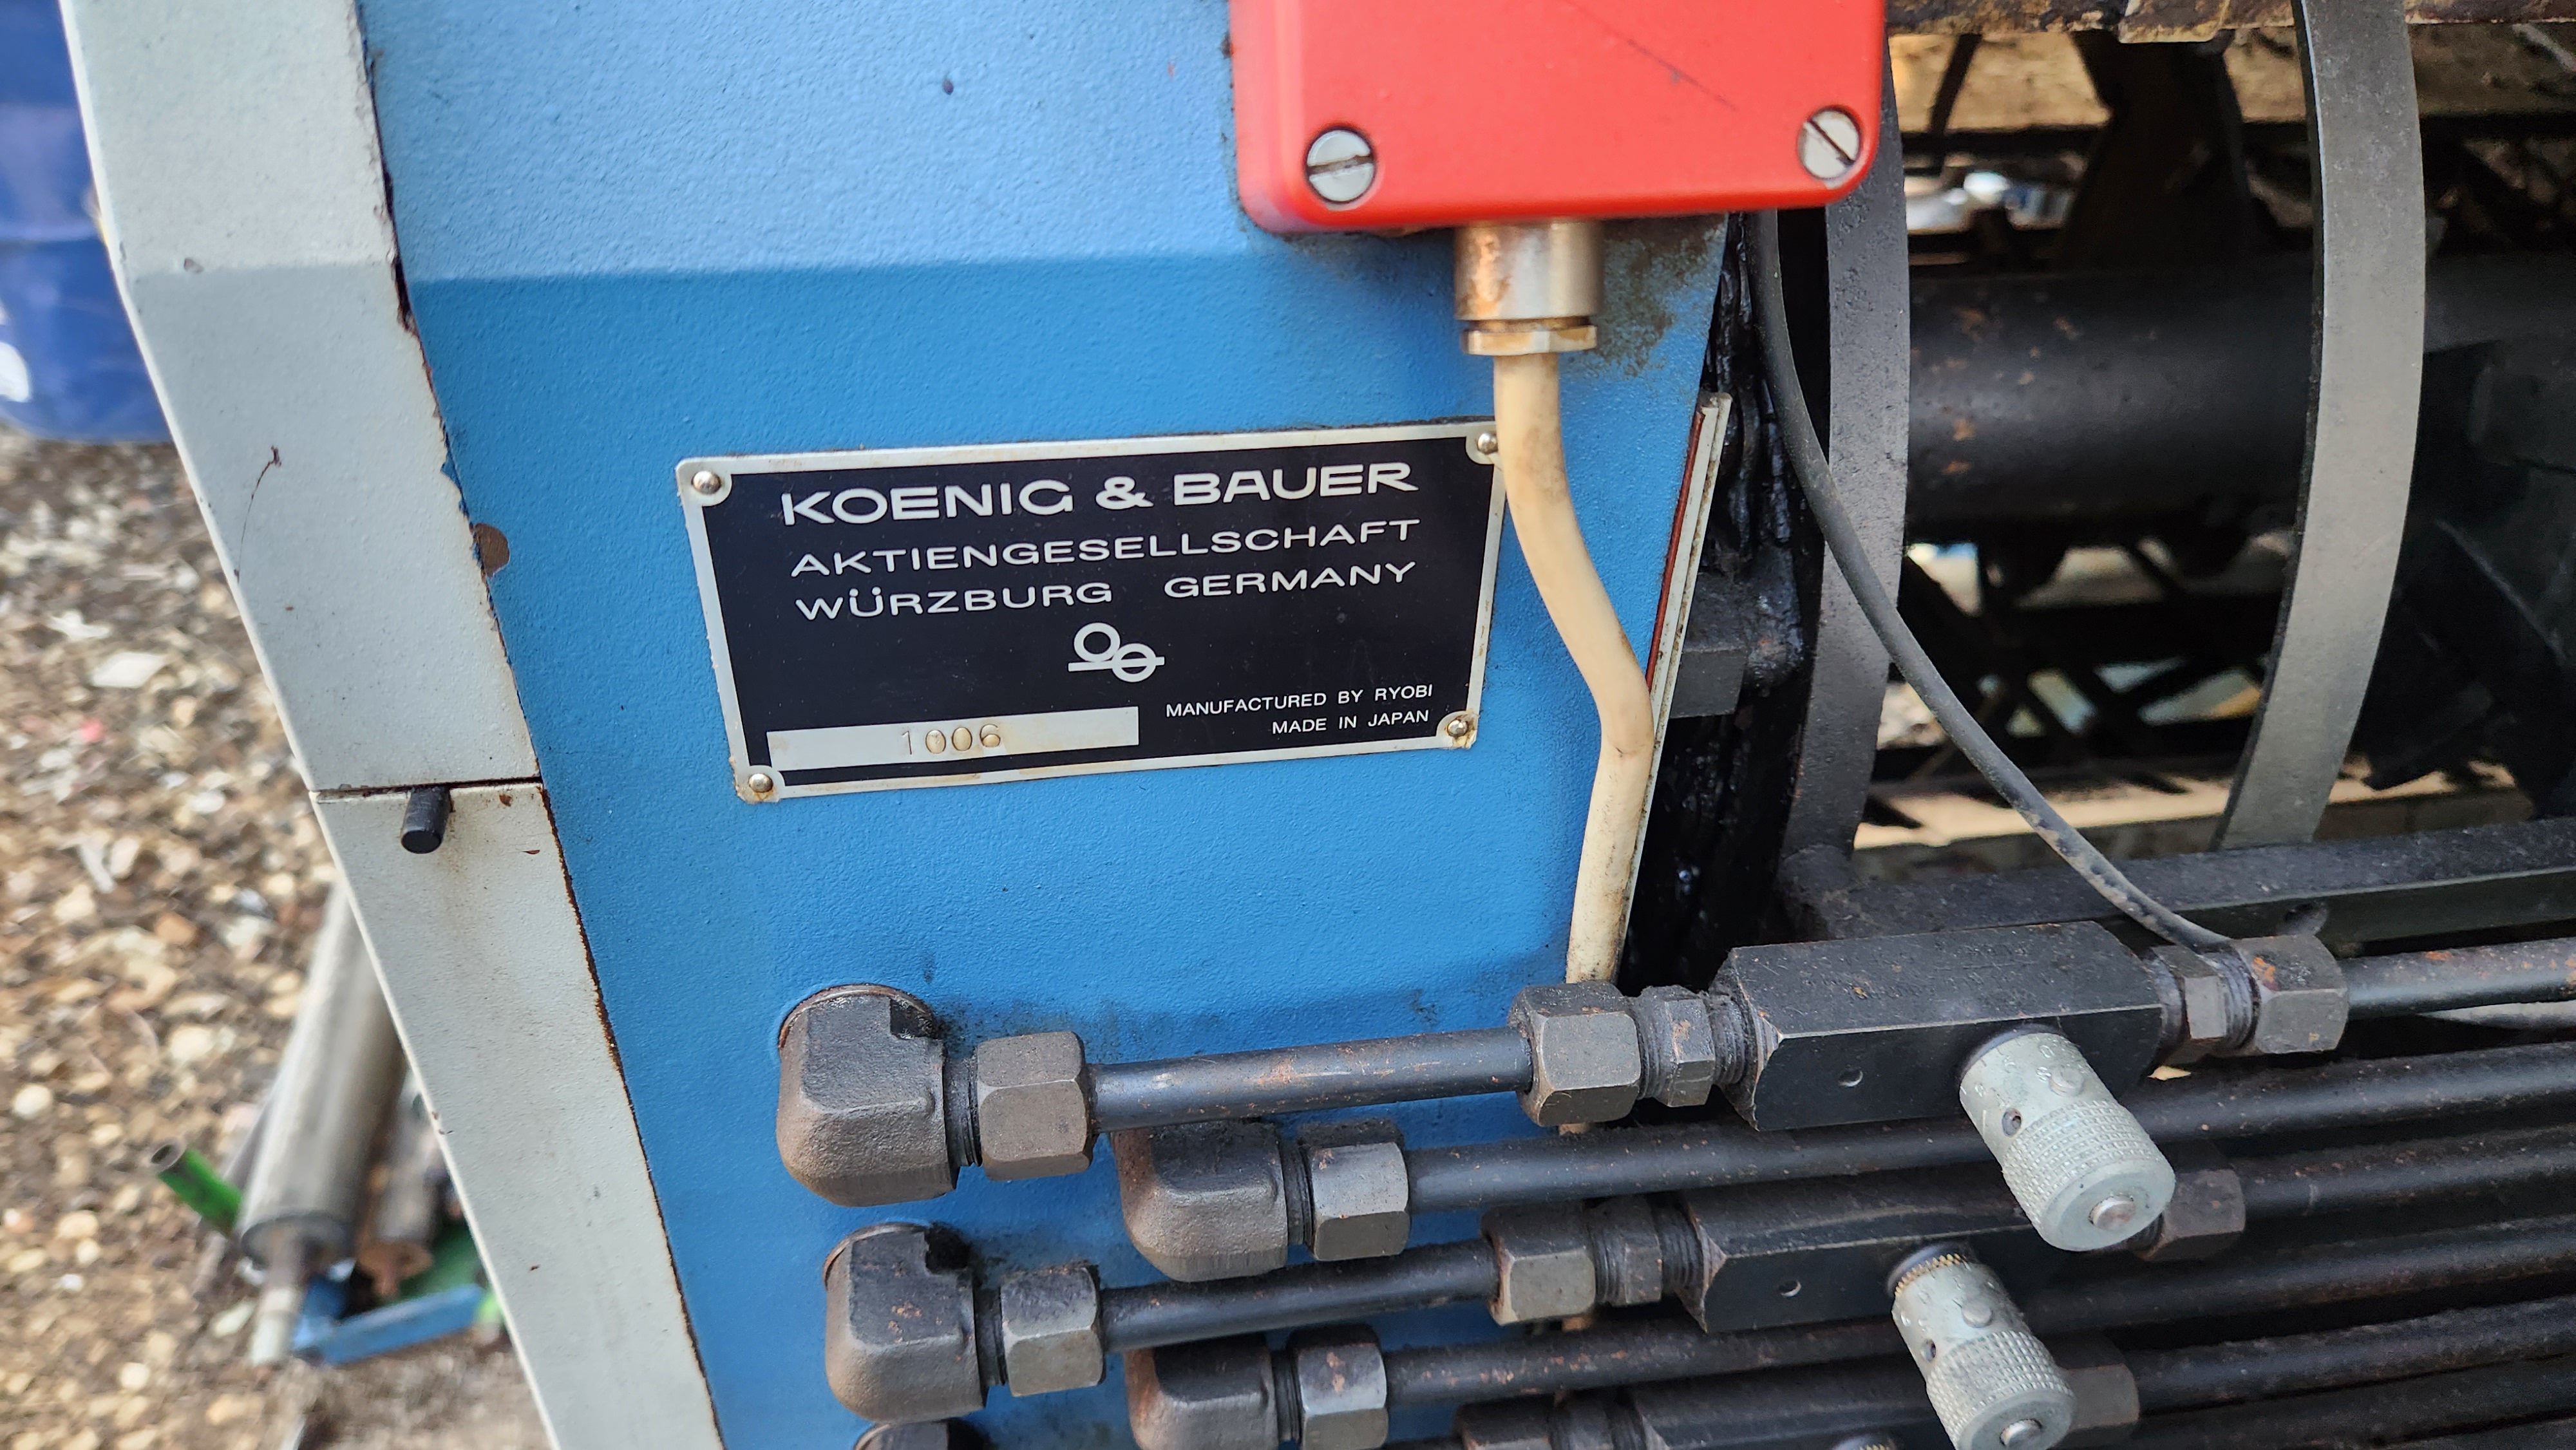 KOENIG & BAUER
AKTIENGESELLSCHAFT
WÜRZBURG GERMANY
MANUFACTURED BY RYOBI
MADE IN JAPAN
1006